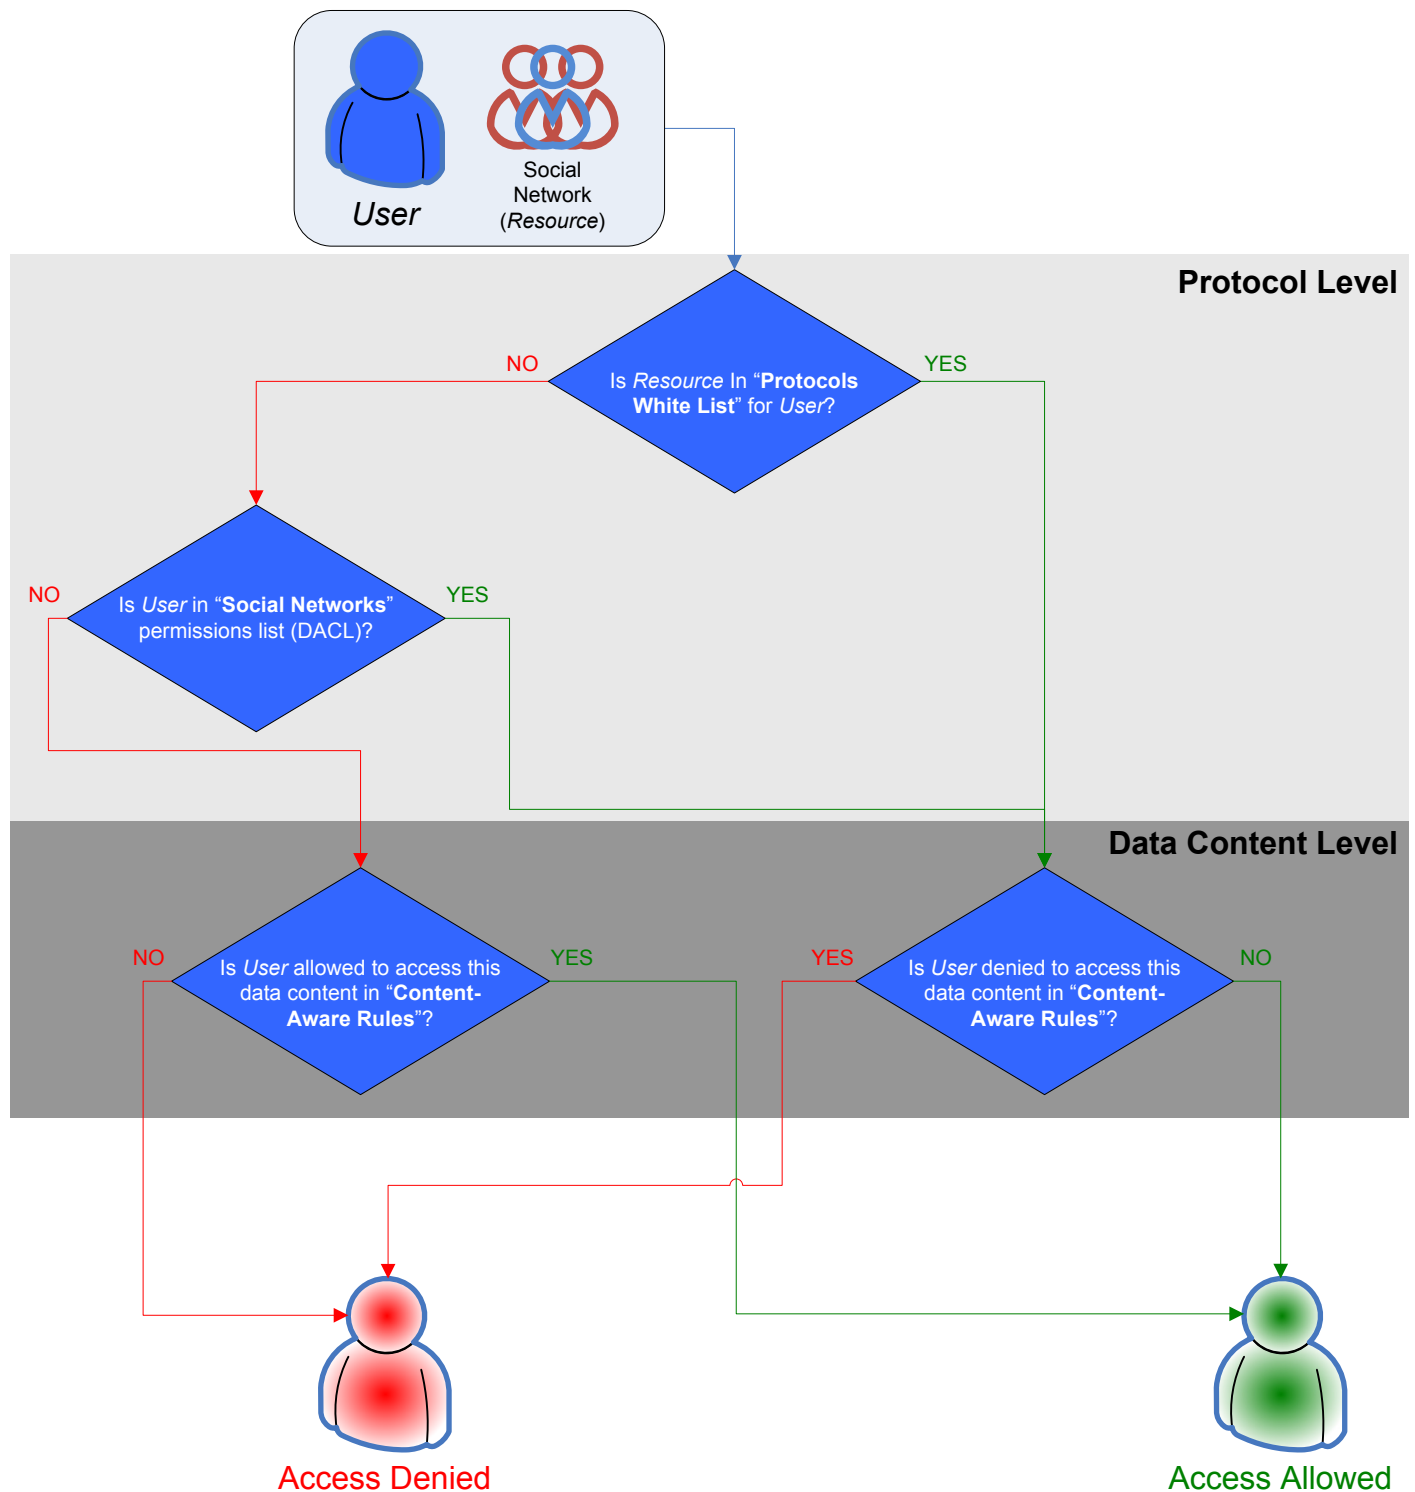 User
Social
Network
(Resource)
Protocol Level
NO
YES
Is Resource In “Protocols
White List” for User?
NO
YES
Is User in “Social Networks”
permissions list (DACL)?
Data Content Level
NO
YES
Is User allowed to access this
data content in “Content-
Aware Rules”?
YES
NO
Is User denied to access this
data content in “Content-
Aware Rules”?
Access Denied
Access Allowed